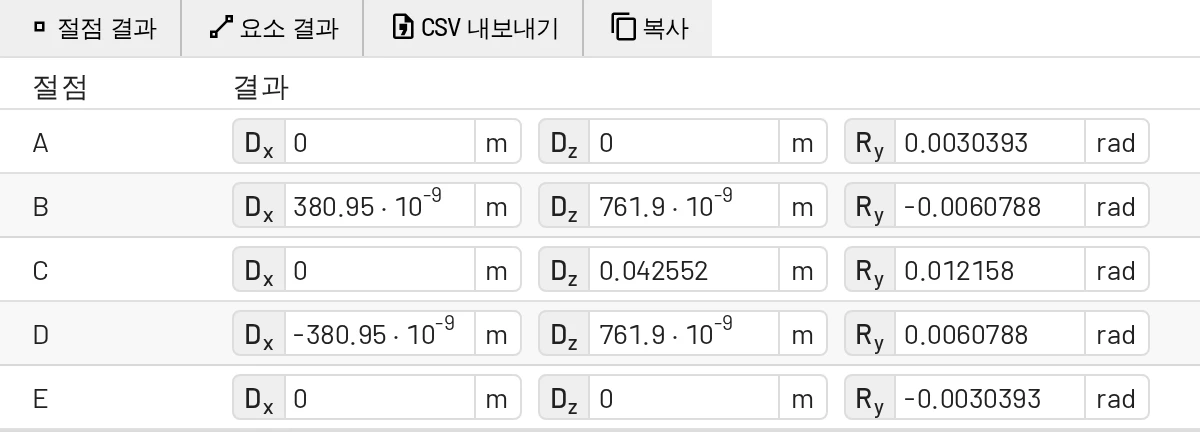 절점 결과 요소 결과 CSV 내보내기 복사
절점 결과
A Dx 0 m Dz 0 m Ry 0.0030393 rad
B Dx 380.95 · 10^-9 m Dz 761.9 · 10^-9 m Ry -0.0060788 rad
C Dx 0 m Dz 0.042552 m Ry 0.012158 rad
D Dx -380.95 · 10^-9 m Dz 761.9 · 10^-9 m Ry 0.0060788 rad
E Dx 0 m Dz 0 m Ry -0.0030393 rad